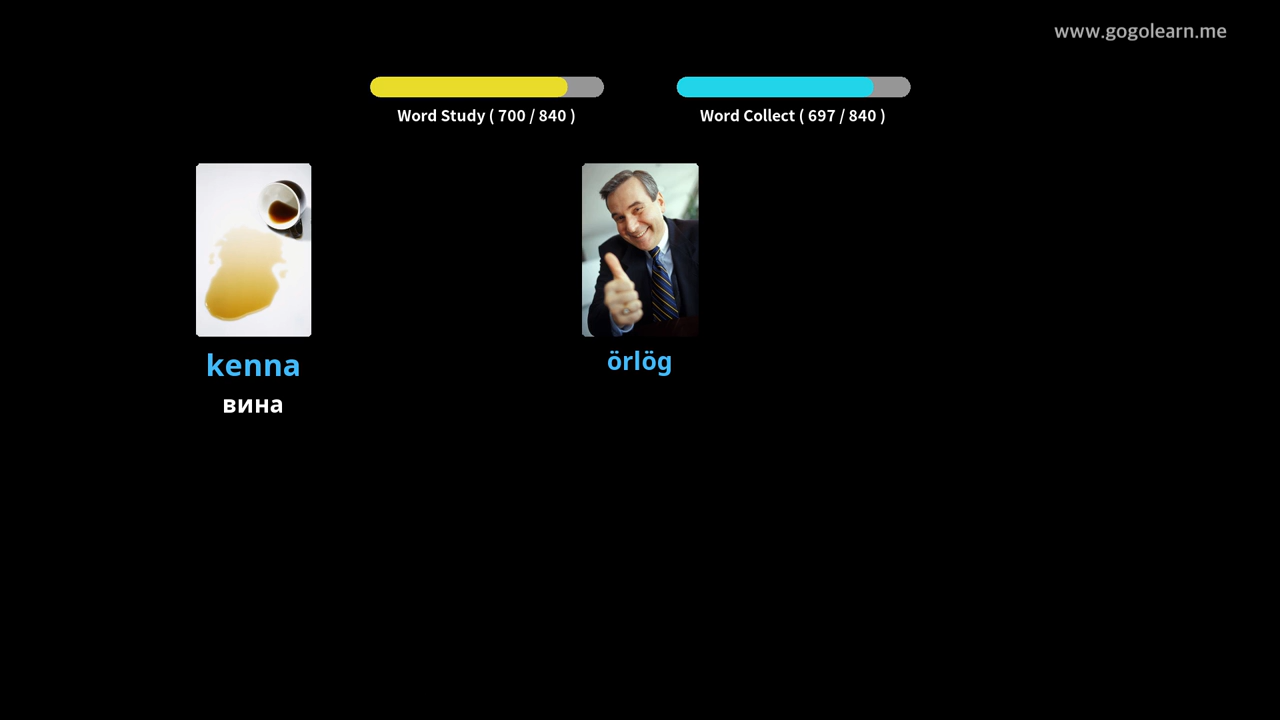 www.gogolearn.me
Word Study ( 700 / 840 )
Word Collect ( 697 / 840 )
kenna
örlög
вина